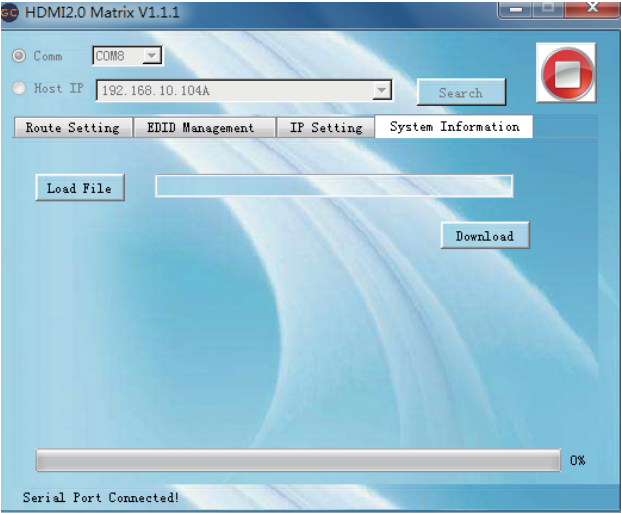 GC HDMI2.0 Matrix V1.1.1
Comm COM8
Host IP 192.168.10.104A Search
Route Setting EDID Management IP Setting System Information
Load File
Download
0%
Serial Port Connected!